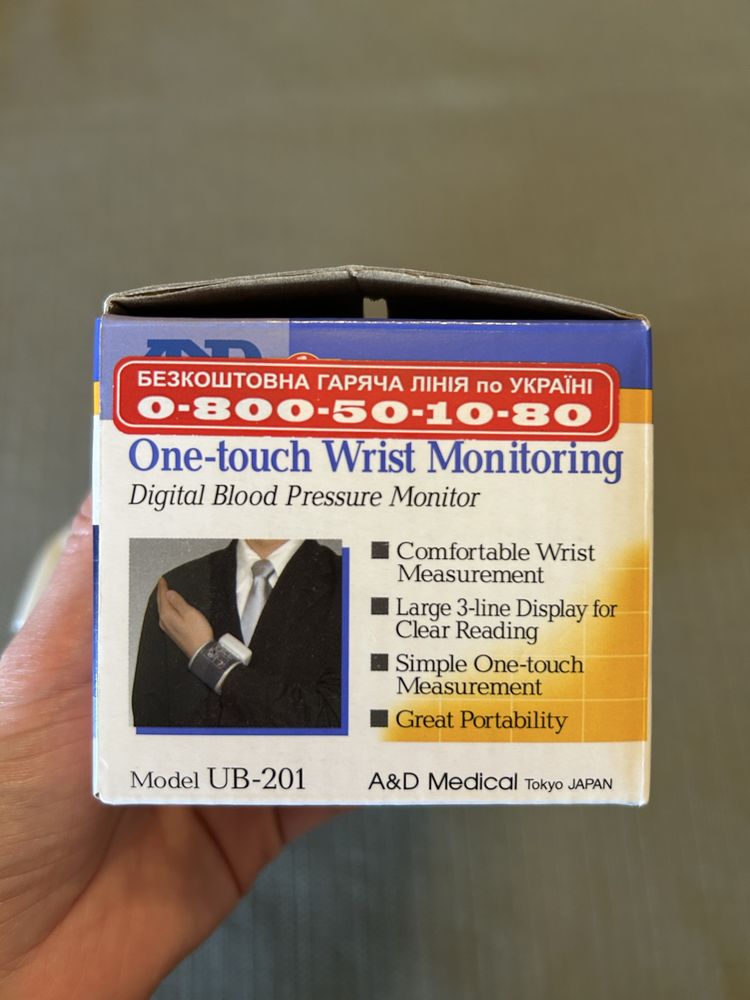 AND
БЕЗКОШТОВНА ГАРЯЧА ЛІНІЯ по УКРАЇНІ
0-800-50-10-80
One-touch Wrist Monitoring
Digital Blood Pressure Monitor
■ Comfortable Wrist
Measurement
■ Large 3-line Display for
Clear Reading
■ Simple One-touch
Measurement
■ Great Portability
Model UB-201
A&D Medical Tokyo JAPAN